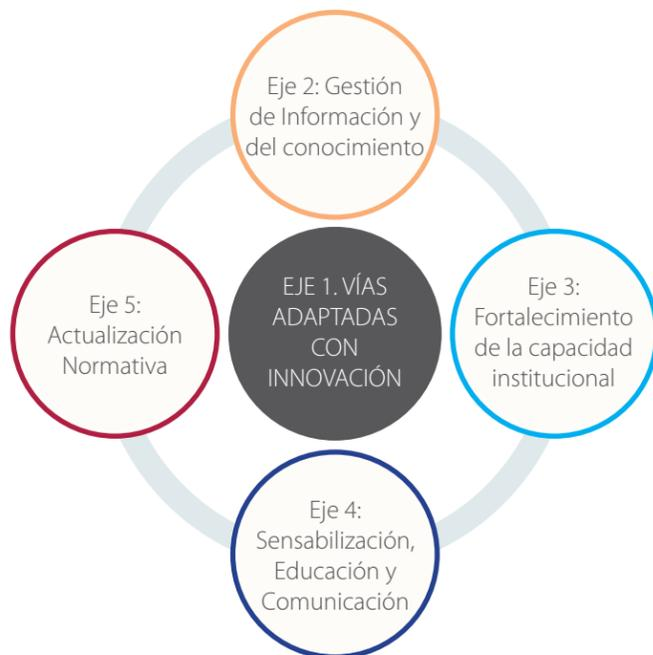 Eje 2: Gestión
de Información y
del conocimiento
EJE 1. VÍAS
ADAPTADAS
CON
INNOVACIÓN
Eje 3:
Fortalecimiento
de la capacidad
institucional
Eje 4:
Sensabilización,
Educación y
Comunicación
Eje 5:
Actualización
Normativa